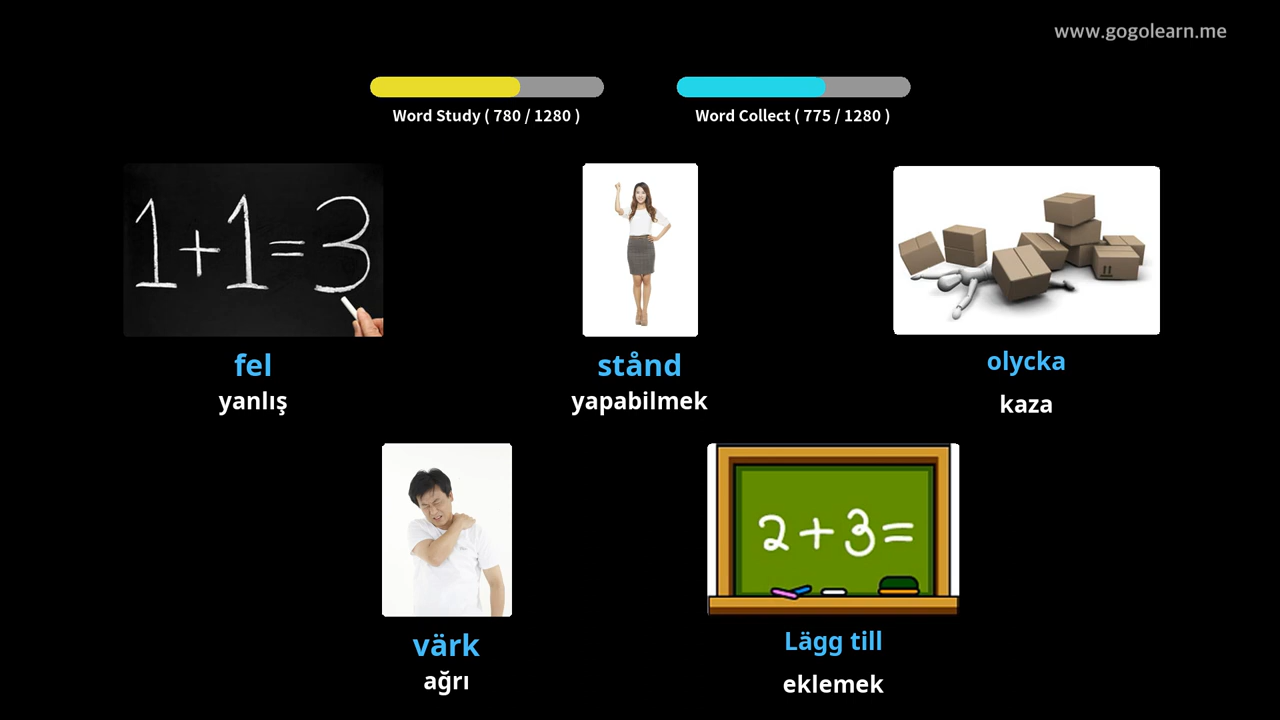 www.gogolearn.me
Word Study ( 780 / 1280 )
Word Collect ( 775 / 1280 )
1+1=3
fel
yanlış
stånd
yapabilmek
olycka
kaza
värk
ağrı
2+3=
Lägg till
eklemek